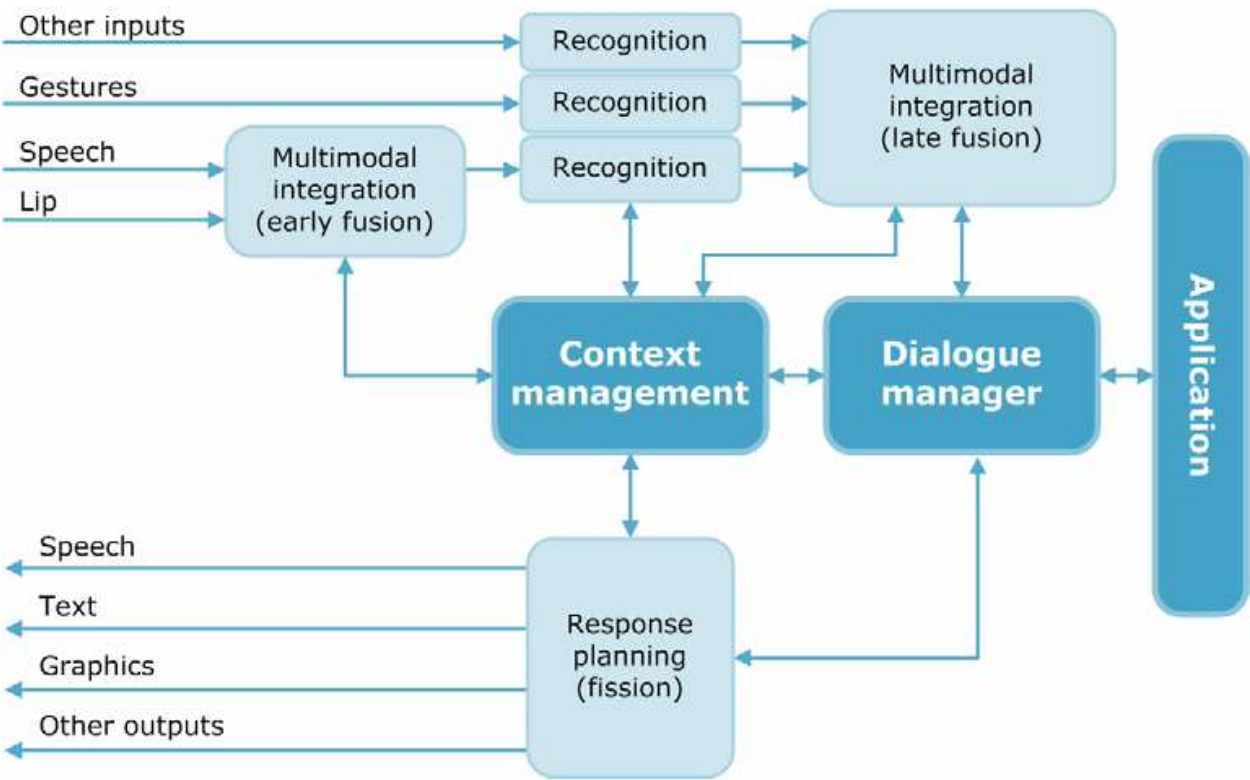 Other inputs
Recognition
Gestures
Recognition
Multimodal
integration
(late fusion)
Speech
Lip
Multimodal
integration
(early fusion)
Recognition
Context
management
Dialogue
manager
Application
Speech
Text
Graphics
Other outputs
Response
planning
(fission)